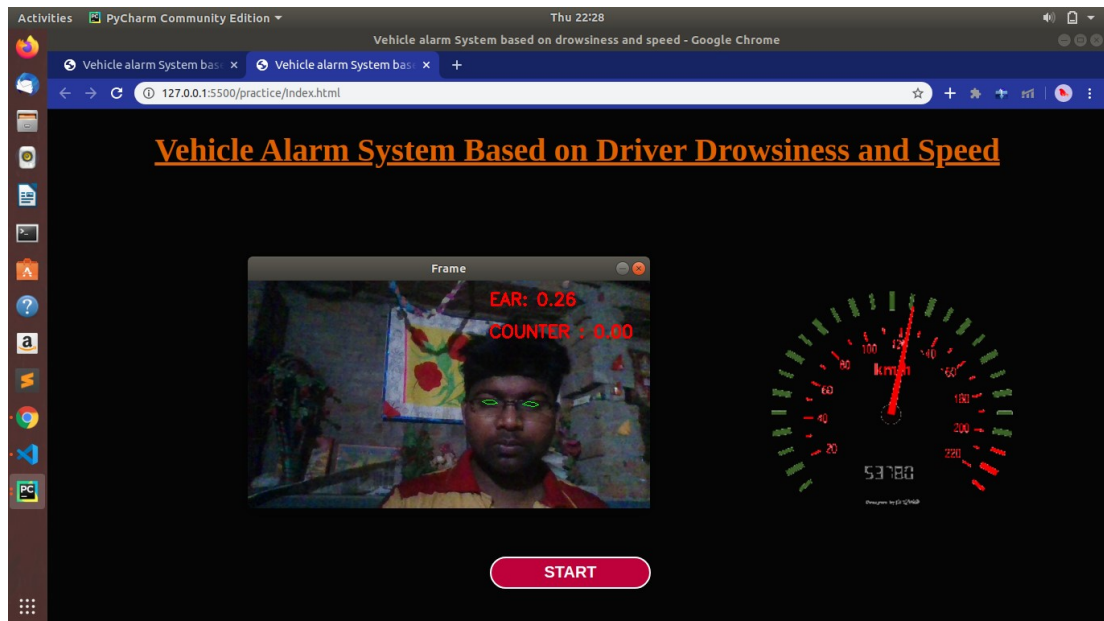 Activities PyCharm Community Edition Thu 22:28
Vehicle alarm System based on drowsiness and speed - Google Chrome
Vehicle alarm System bas Vehicle alarm System bas
127.0.0.1:5500/practice/Index.html
Vehicle Alarm System Based on Driver Drowsiness and Speed
Frame
EAR: 0.26
COUNTER : 0.00
100
80
160
km/h
60
180
40
200
20
220
53780
START
PC